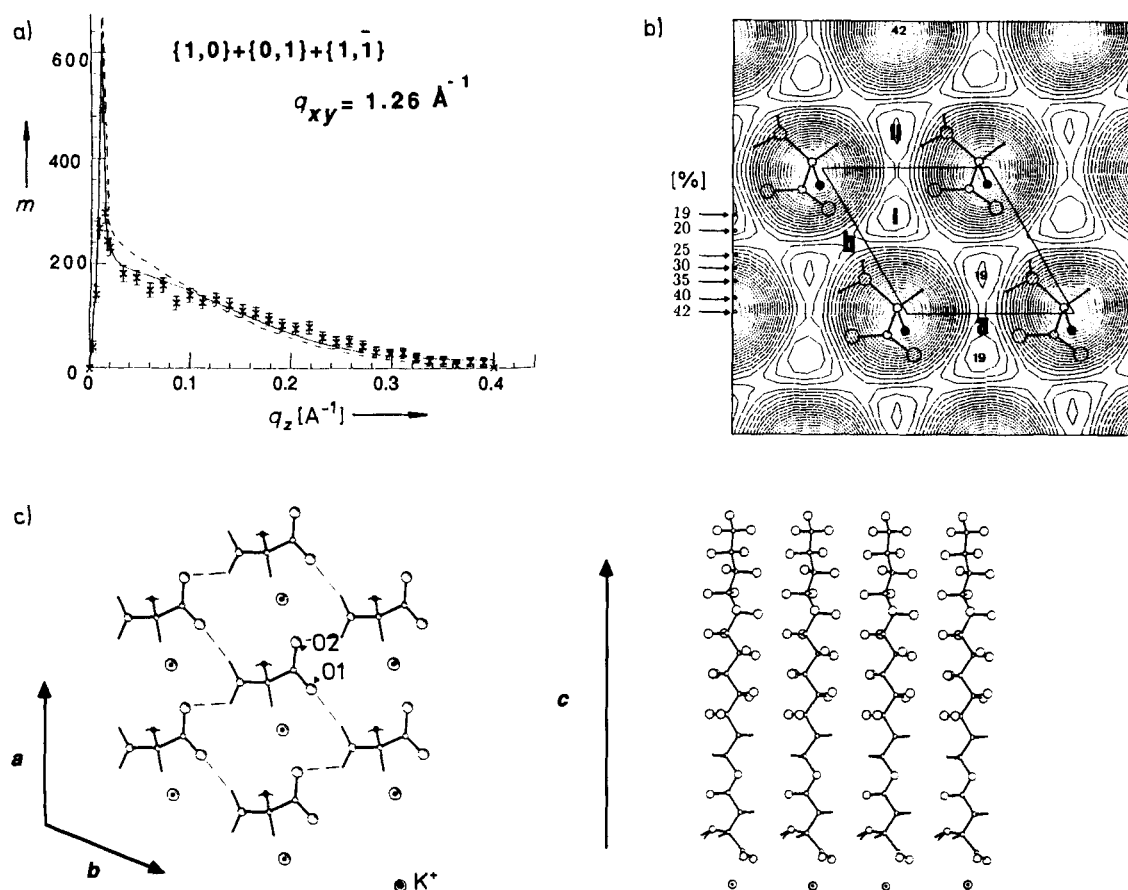 a)
{1,0}+{0,1}+{1,1̄}
q_xy = 1.26 Å⁻¹
600
400
m
200
0
0 0.1 0.2 0.3 0.4
q_z [A⁻¹]
b)
42
[%]
19
20
25
30
35
40
42
b
19
a
19
c)
O2
O1
a
b
K⁺
c